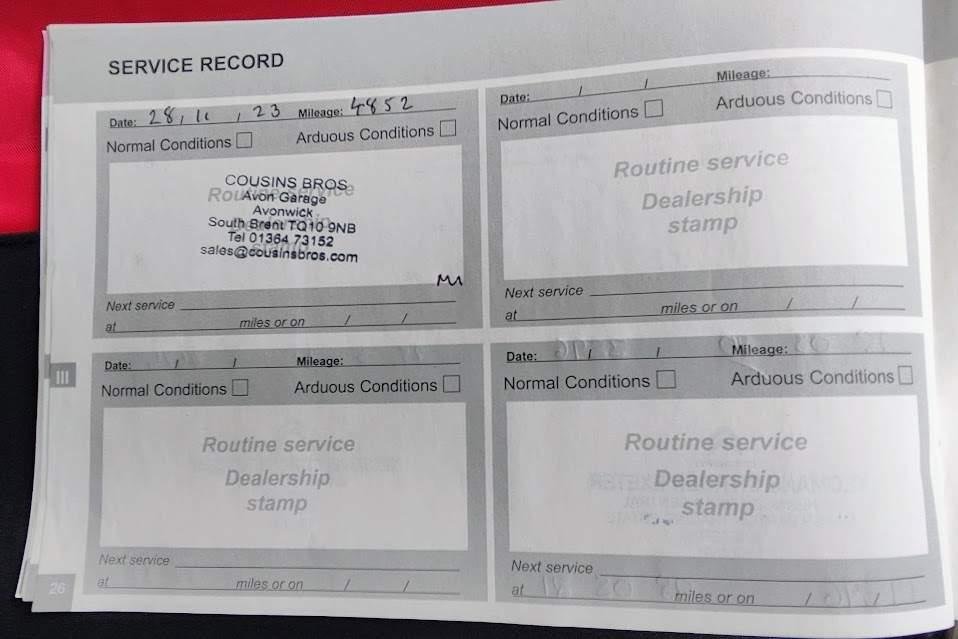 SERVICE RECORD
Date: 28, 11, 23 Mileage: 4852
Normal Conditions Arduous Conditions
Routine service
COUSINS BROS
Avon Garage
Avonwick
South Brent TQ10 9NB
Tel 01364 73152
sales@cousinsbros.com
Next service
at miles or on / /
Date: / / Mileage:
Normal Conditions Arduous Conditions
Routine service
Dealership
stamp
Next service
at miles or on / /
III
Date: / / Mileage:
Normal Conditions Arduous Conditions
Routine service
Dealership
stamp
Next service
at miles or on / /
Date: / / Mileage:
Normal Conditions Arduous Conditions
Routine service
Dealership
stamp
Next service
at miles or on / /
26